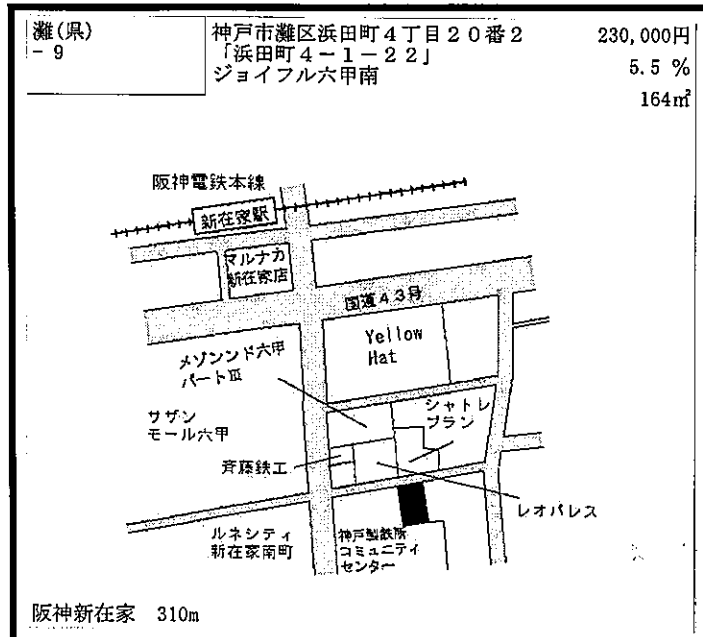 灘(県)
- 9
神戸市灘区浜田町４丁目２０番２
「浜田町４－１－２２」
ジョイフル六甲南
230,000円
5.5 %
164㎡
阪神電鉄本線
新在家駅
マルナカ
新在家店
国道４３号
Yellow
Hat
メゾンンド六甲
パートⅢ
シャトレ
ブラン
サザン
モール六甲
斉藤鉄工
レオパレス
ルネシティ
新在家南町
神戸製鉄所
コミュニティ
センター
阪神新在家 310m